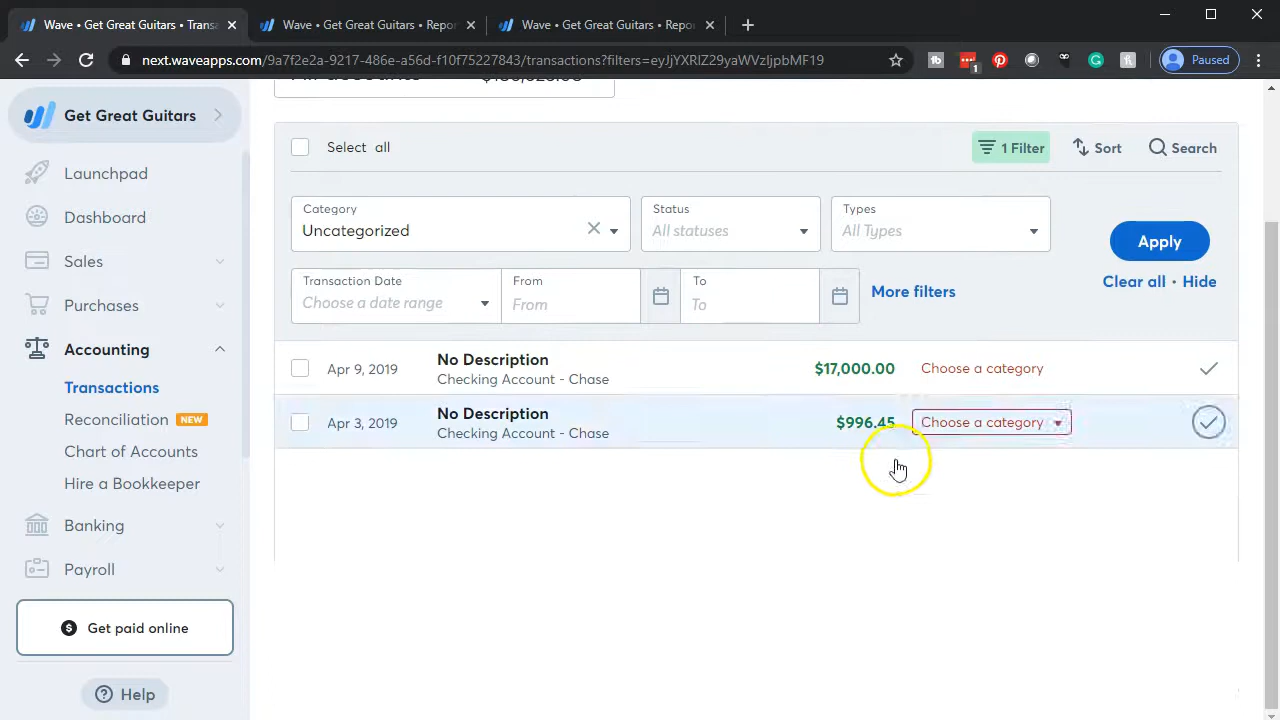 Wave • Get Great Guitars • Transa
Wave • Get Great Guitars • Repor
Wave • Get Great Guitars • Repo
next.waveapps.com/9a7f2e2a-9217-486e-a56d-f10f75227843/transactions?filters=eyJjYXRlZ29yaWVzIjpbMF19
1
Paused
Get Great Guitars
Launchpad
Dashboard
Sales
Purchases
Accounting
Transactions
Reconciliation NEW
Chart of Accounts
Hire a Bookkeeper
Banking
Payroll
Get paid online
Help
Select all
1 Filter
Sort
Search
Category
Uncategorized
Status
All statuses
Types
All Types
Apply
Transaction Date
Choose a date range
From
From
To
To
More filters
Clear all • Hide
Apr 9, 2019
No Description
Checking Account - Chase
$17,000.00
Choose a category
Apr 3, 2019
No Description
Checking Account - Chase
$996.45
Choose a category